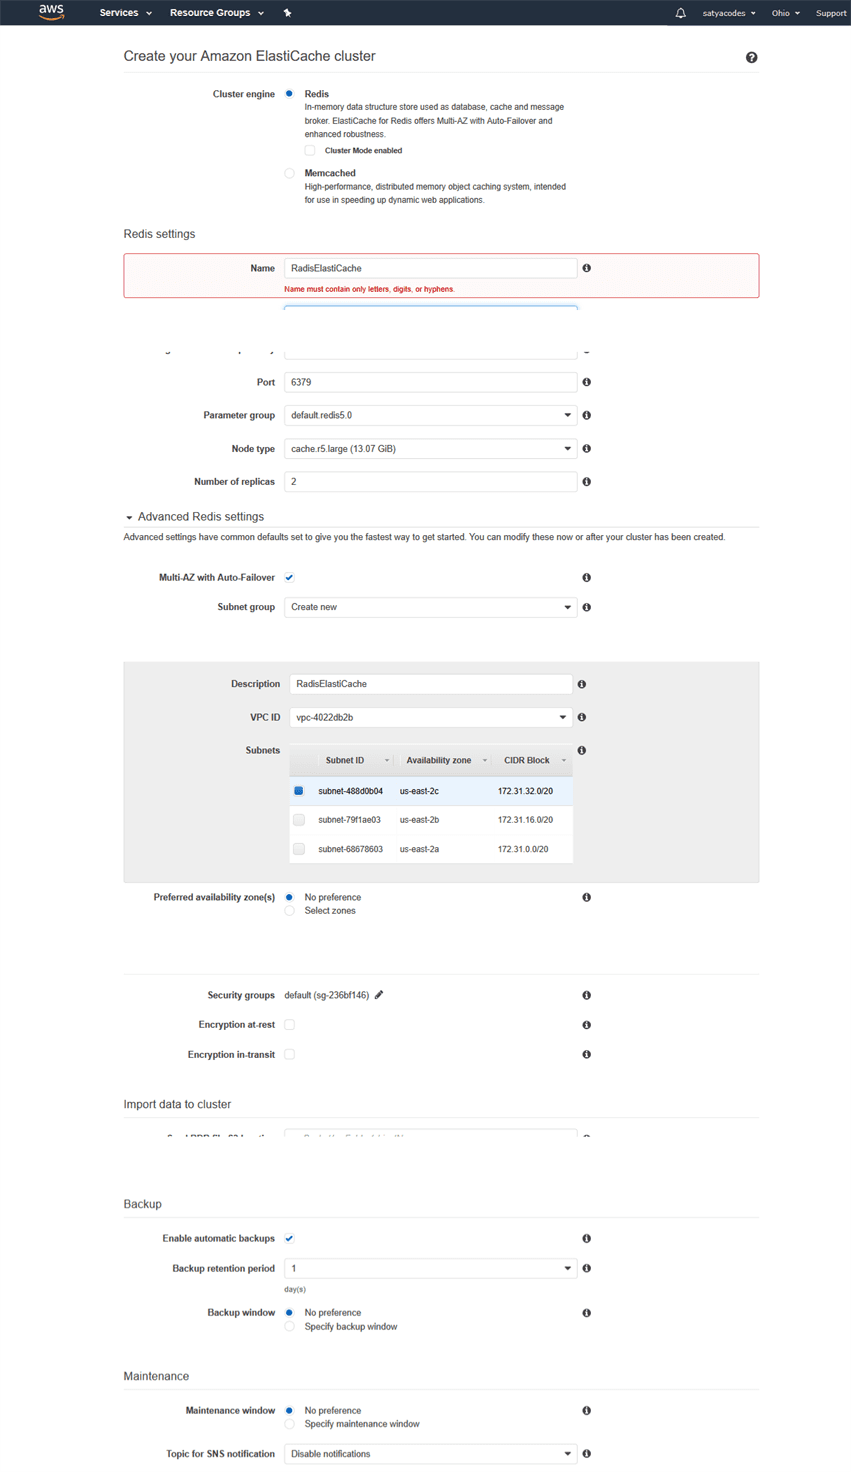 aws Services Resource Groups satyacodes Ohio Support
Create your Amazon ElastiCache cluster
Cluster engine Redis
In-memory data structure store used as database, cache and message
broker. ElastiCache for Redis offers Multi-AZ with Auto-Failover and
enhanced robustness.
Cluster Mode enabled
Memcached
High-performance, distributed memory object caching system, intended
for use in speeding up dynamic web applications.
Redis settings
Name RadisElastiCache
Name must contain only letters, digits, or hyphens.
Port 6379
Parameter group default.redis5.0
Node type cache.r5.large (13.07 GiB)
Number of replicas 2
Advanced Redis settings
Advanced settings have common defaults set to give you the fastest way to get started. You can modify these now or after your cluster has been created.
Multi-AZ with Auto-Failover
Subnet group Create new
Description RadisElastiCache
VPC ID vpc-4022db2b
Subnets Subnet ID Availability zone CIDR Block
subnet-488d0b04 us-east-2c 172.31.32.0/20
subnet-79f1ae03 us-east-2b 172.31.16.0/20
subnet-68678603 us-east-2a 172.31.0.0/20
Preferred availability zone(s) No preference
Select zones
Security groups default (sg-236bf146)
Encryption at-rest
Encryption in-transit
Import data to cluster
Backup
Enable automatic backups
Backup retention period 1
day(s)
Backup window No preference
Specify backup window
Maintenance
Maintenance window No preference
Specify maintenance window
Topic for SNS notification Disable notifications